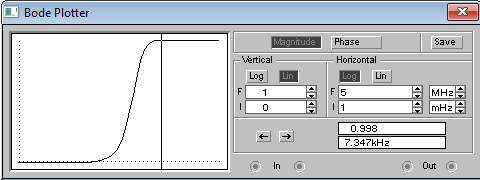 Bode Plotter
Magnitude Phase Save
Vertical Horizontal
Log Lin Log Lin
F 1 F 5 MHz
I 0 I 1 mHz
0.998
7.347kHz
In Out